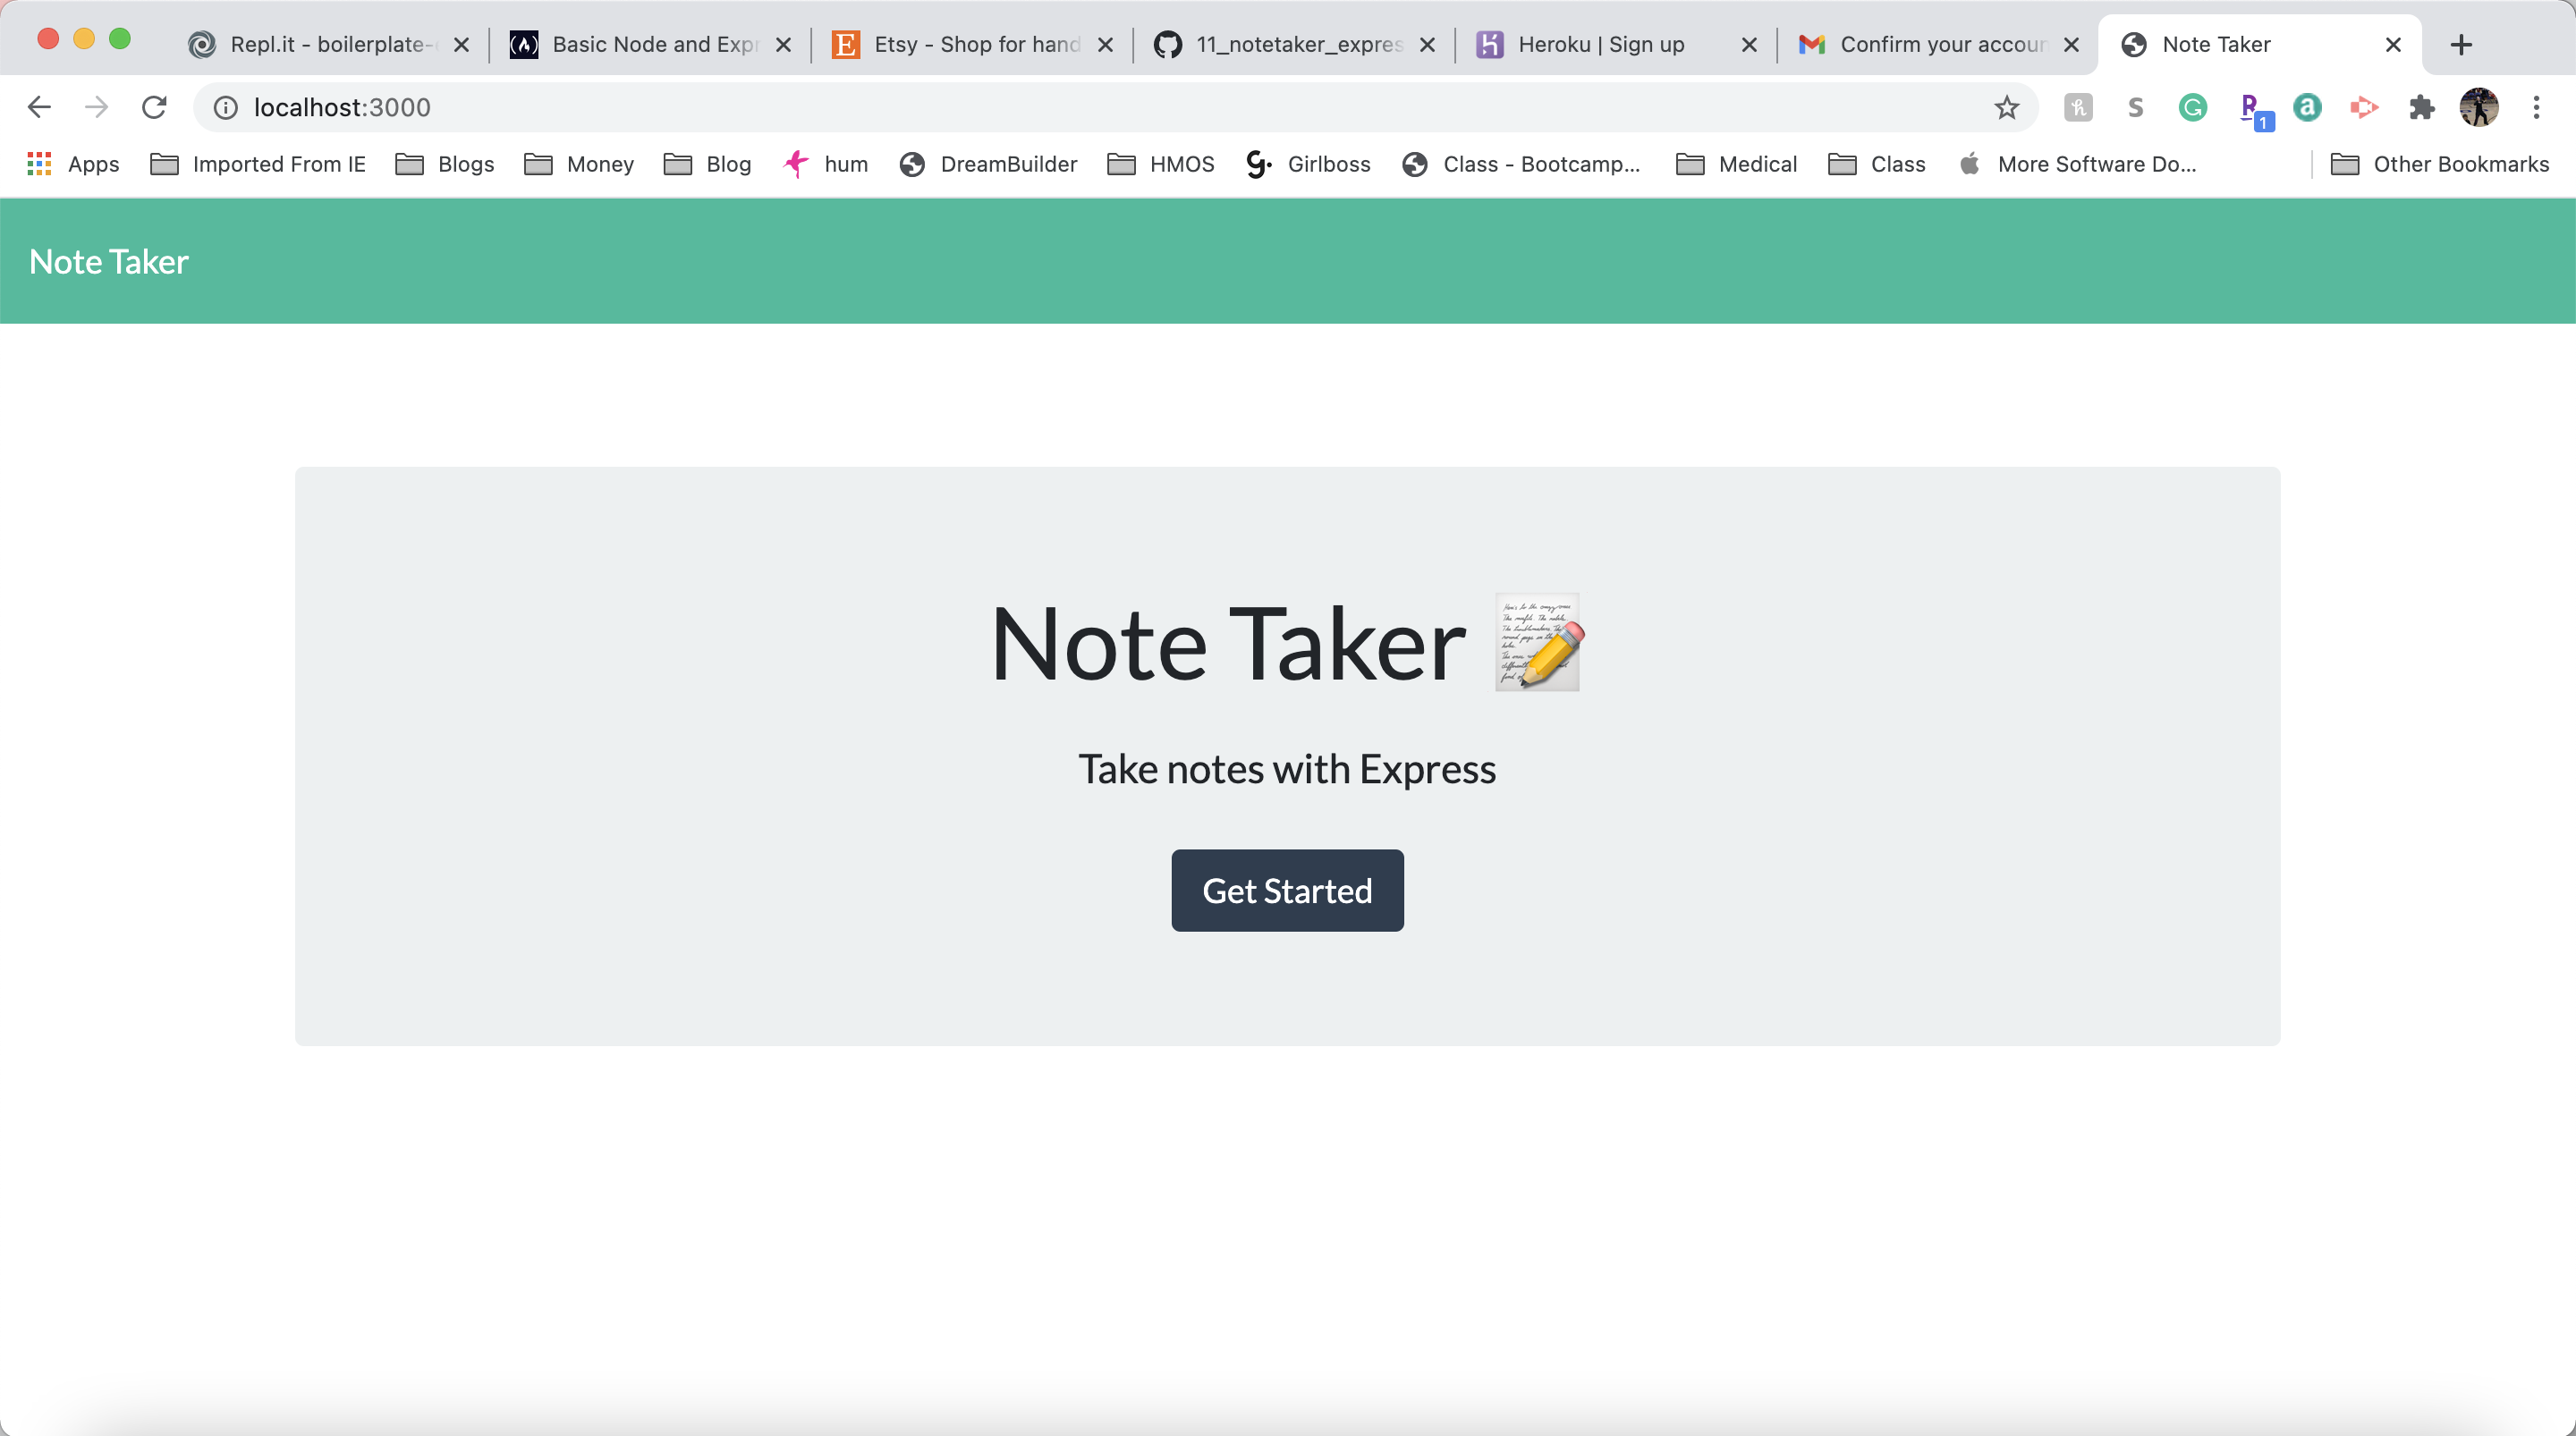 Repl.it - boilerplate- Basic Node and Exp Etsy - Shop for hand 11_notetaker_expres Heroku | Sign up Confirm your accoun Note Taker
localhost:3000
Apps Imported From IE Blogs Money Blog hum DreamBuilder HMOS Girlboss Class - Bootcamp... Medical Class More Software Do... Other Bookmarks
Note Taker
Note Taker
Take notes with Express
Get Started